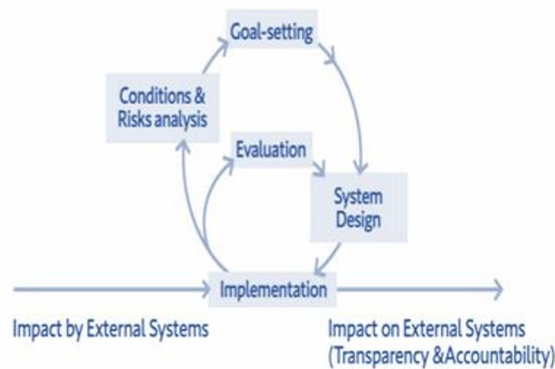 Goal-setting
Conditions &
Risks analysis
Evaluation
System
Design
Implementation
Impact by External Systems
Impact on External Systems
(Transparency &Accountability)